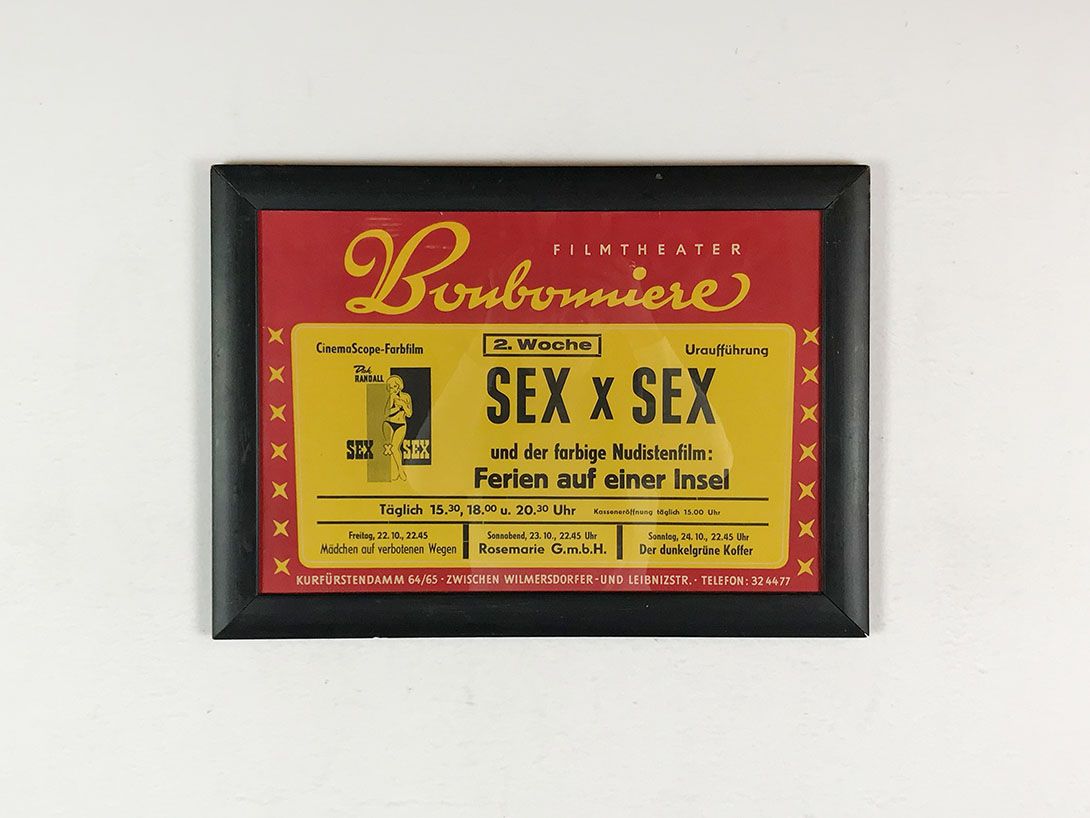 FILMTHEATER
Bonbonniere
CinemaScope-Farbfilm
2. Woche
Uraufführung
Dick
RANDALL
SEX x SEX
SEX x SEX
und der farbige Nudistenfilm:
Ferien auf einer Insel
Täglich 15.30, 18.00 u. 20.30 Uhr Kasseneröffnung täglich 15.00 Uhr
Freitag, 22.10., 22.45
Mädchen auf verbotenen Wegen
Sonnabend, 23.10., 22.45 Uhr
Rosemarie G.m.b.H.
Sonntag, 24.10., 22.45 Uhr
Der dunkelgrüne Koffer
KURFÜRSTENDAMM 64/65 · ZWISCHEN WILMERSDORFER- UND LEIBNIZSTR. · TELEFON: 32 44 77